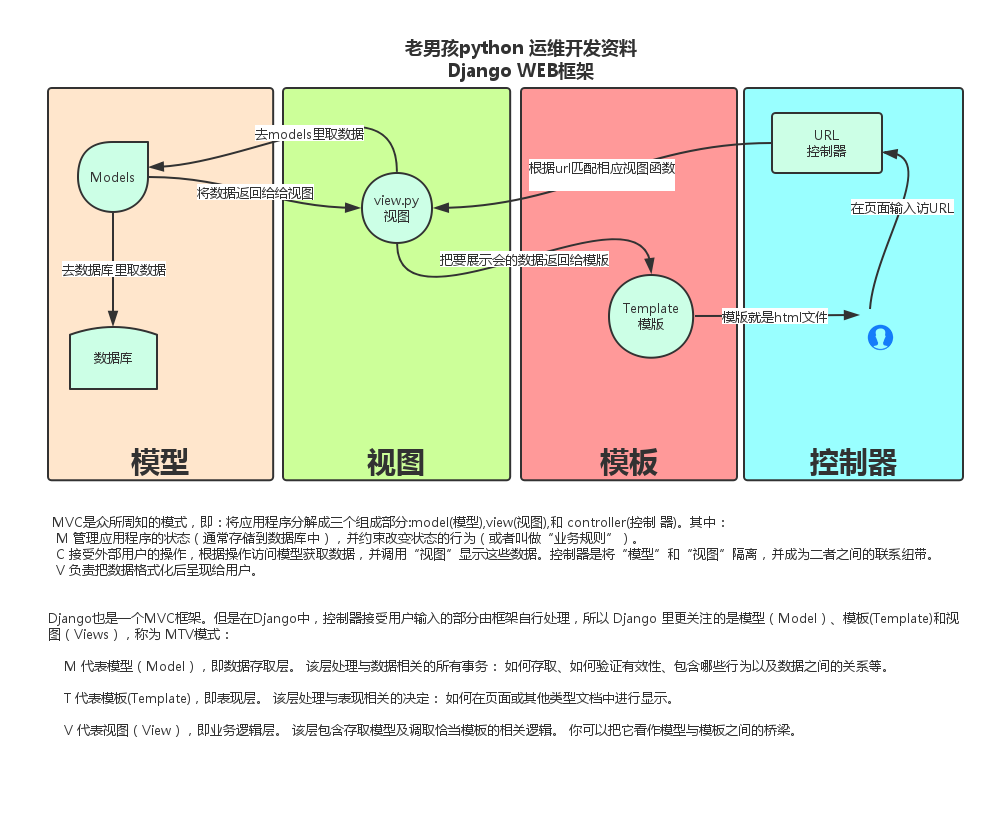 老男孩python 运维开发资料
Django WEB框架
去models里取数据
URL
控制器
Models
根据url匹配相应视图函数
将数据返回给给视图
view.py
视图
在页面输入访URL
去数据库里取数据
把要展示会的数据返回给模版
Template
模版
模版就是html文件
数据库
模型
视图
模板
控制器
MVC是众所周知的模式，即：将应用程序分解成三个组成部分:model(模型),view(视图),和 controller(控制 器)。其中：
M 管理应用程序的状态（通常存储到数据库中），并约束改变状态的行为（或者叫做“业务规则”）。
C 接受外部用户的操作，根据操作访问模型获取数据，并调用“视图”显示这些数据。控制器是将“模型”和“视图”隔离，并成为二者之间的联系纽带。
V 负责把数据格式化后呈现给用户。
Django也是一个MVC框架。但是在Django中，控制器接受用户输入的部分由框架自行处理，所以 Django 里更关注的是模型（Model）、模板(Template)和视
图（Views），称为 MTV模式：
M 代表模型（Model），即数据存取层。 该层处理与数据相关的所有事务： 如何存取、如何验证有效性、包含哪些行为以及数据之间的关系等。
T 代表模板(Template)，即表现层。 该层处理与表现相关的决定： 如何在页面或其他类型文档中进行显示。
V 代表视图（View），即业务逻辑层。 该层包含存取模型及调取恰当模板的相关逻辑。 你可以把它看作模型与模板之间的桥梁。